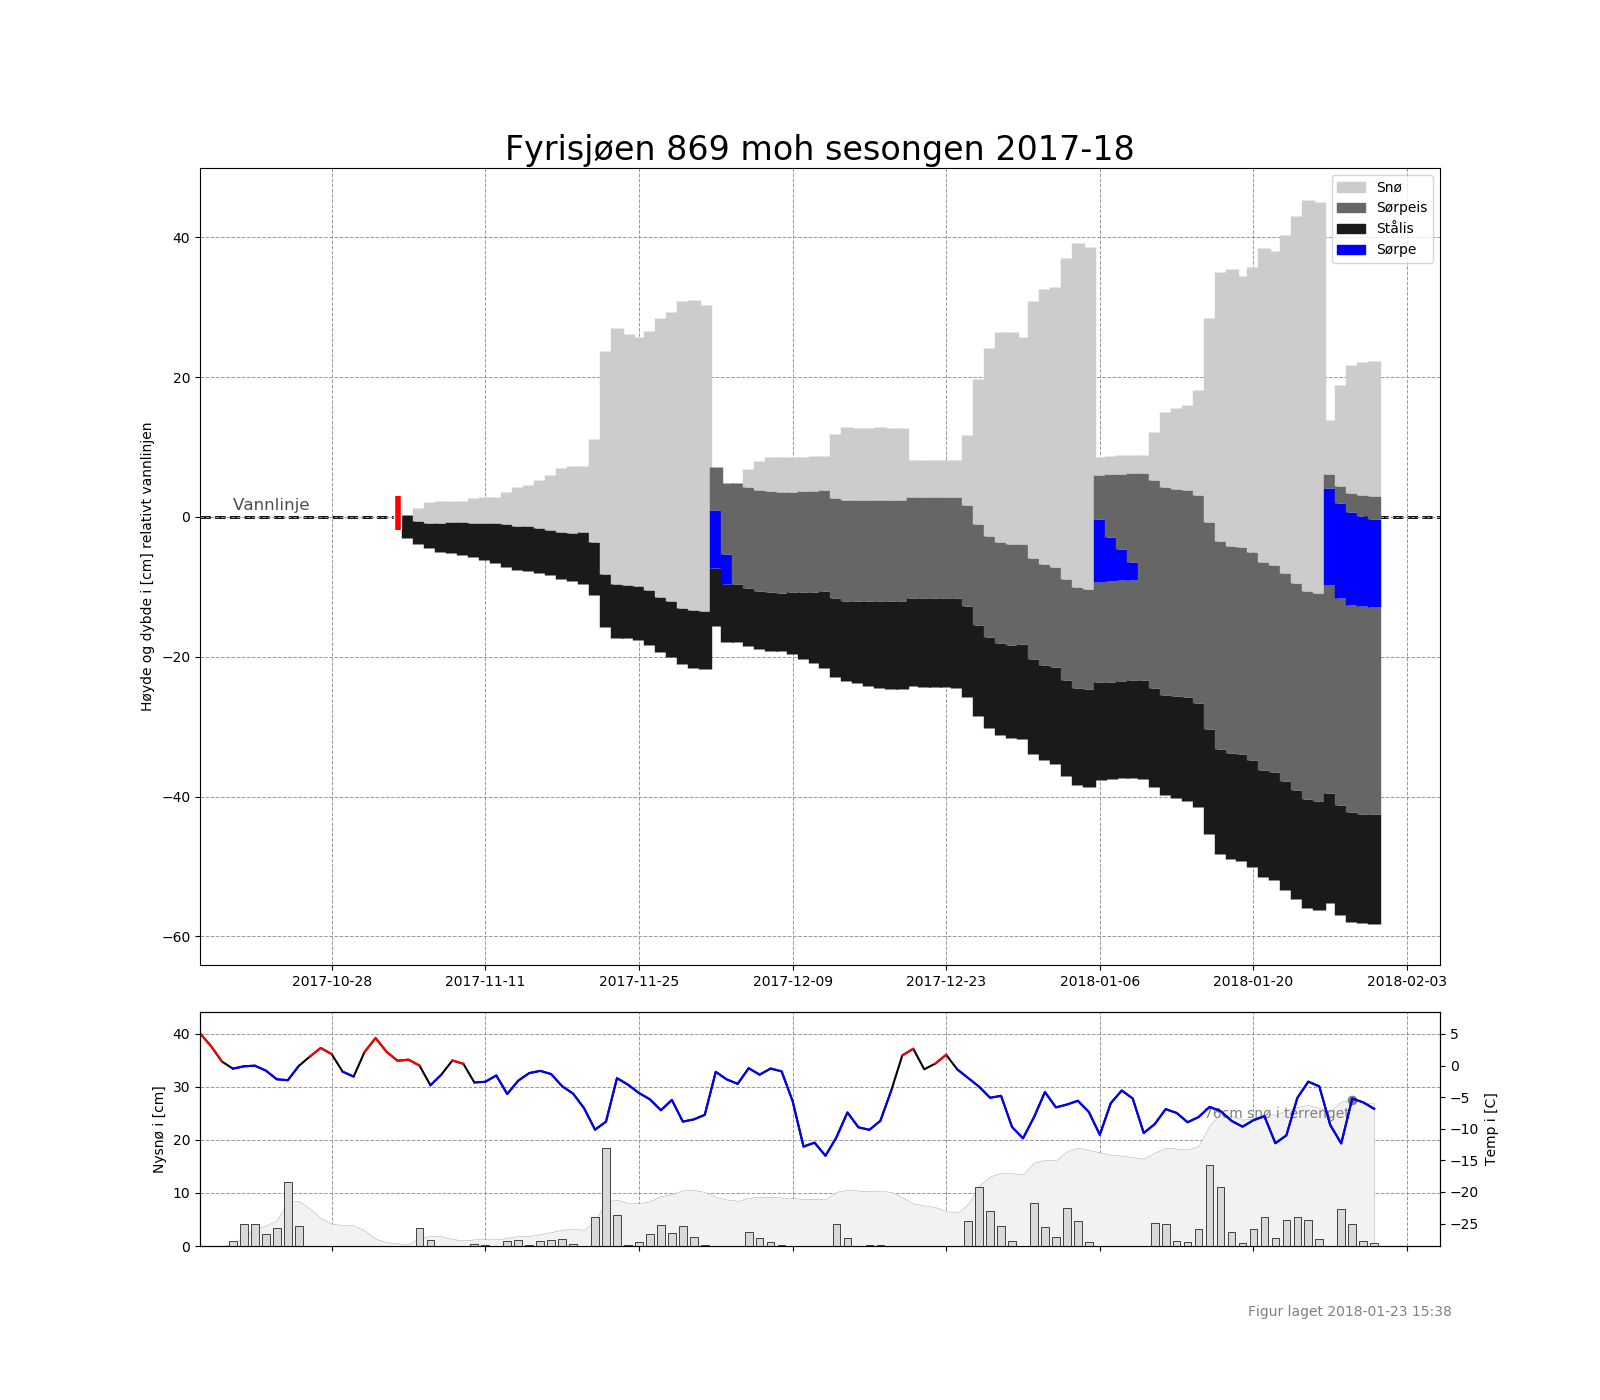 Fyrisjøen 869 moh sesongen 2017-18
Snø
Sørpeis
Stålis
Sørpe
Høyde og dybde i [cm] relativt vannlinjen
40
20
0
−20
−40
−60
Vannlinje
2017-10-28 2017-11-11 2017-11-25 2017-12-09 2017-12-23 2018-01-06 2018-01-20 2018-02-03
Nysnø i [cm]
40
30
20
10
0
76cm snø i terrenget
5
0
−5
−10
−15
−20
−25
Temp i [C]
Figur laget 2018-01-23 15:38